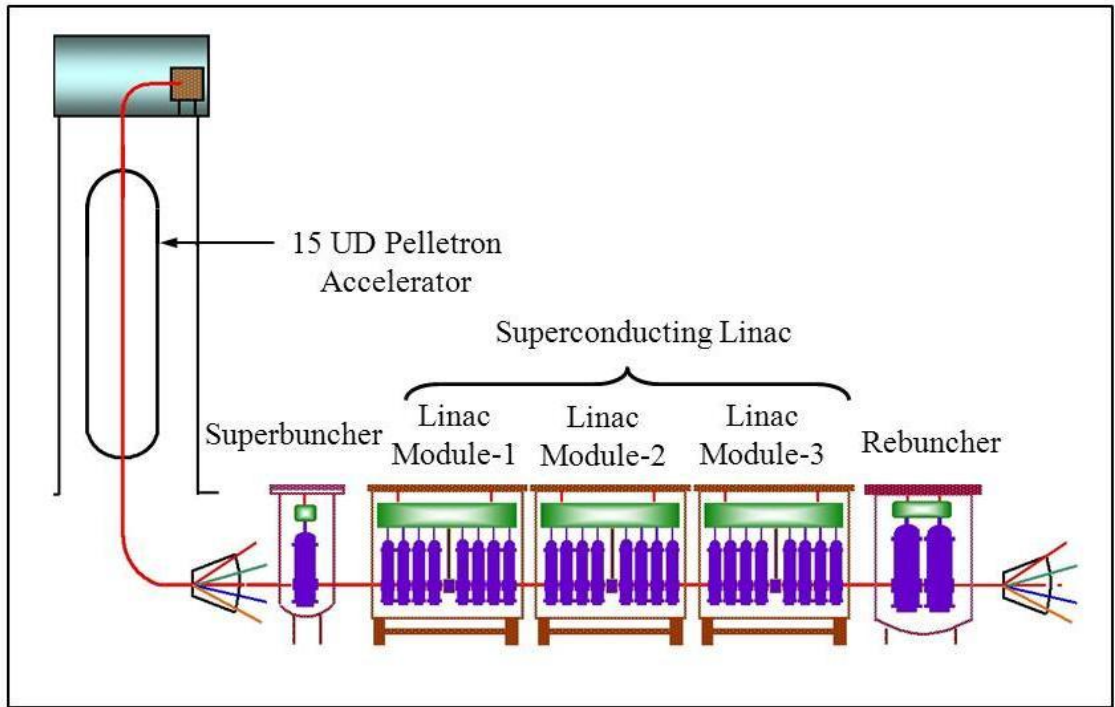 15 UD Pelletron
Accelerator
Superconducting Linac
Superbuncher
Linac
Module-1
Linac
Module-2
Linac
Module-3
Rebuncher